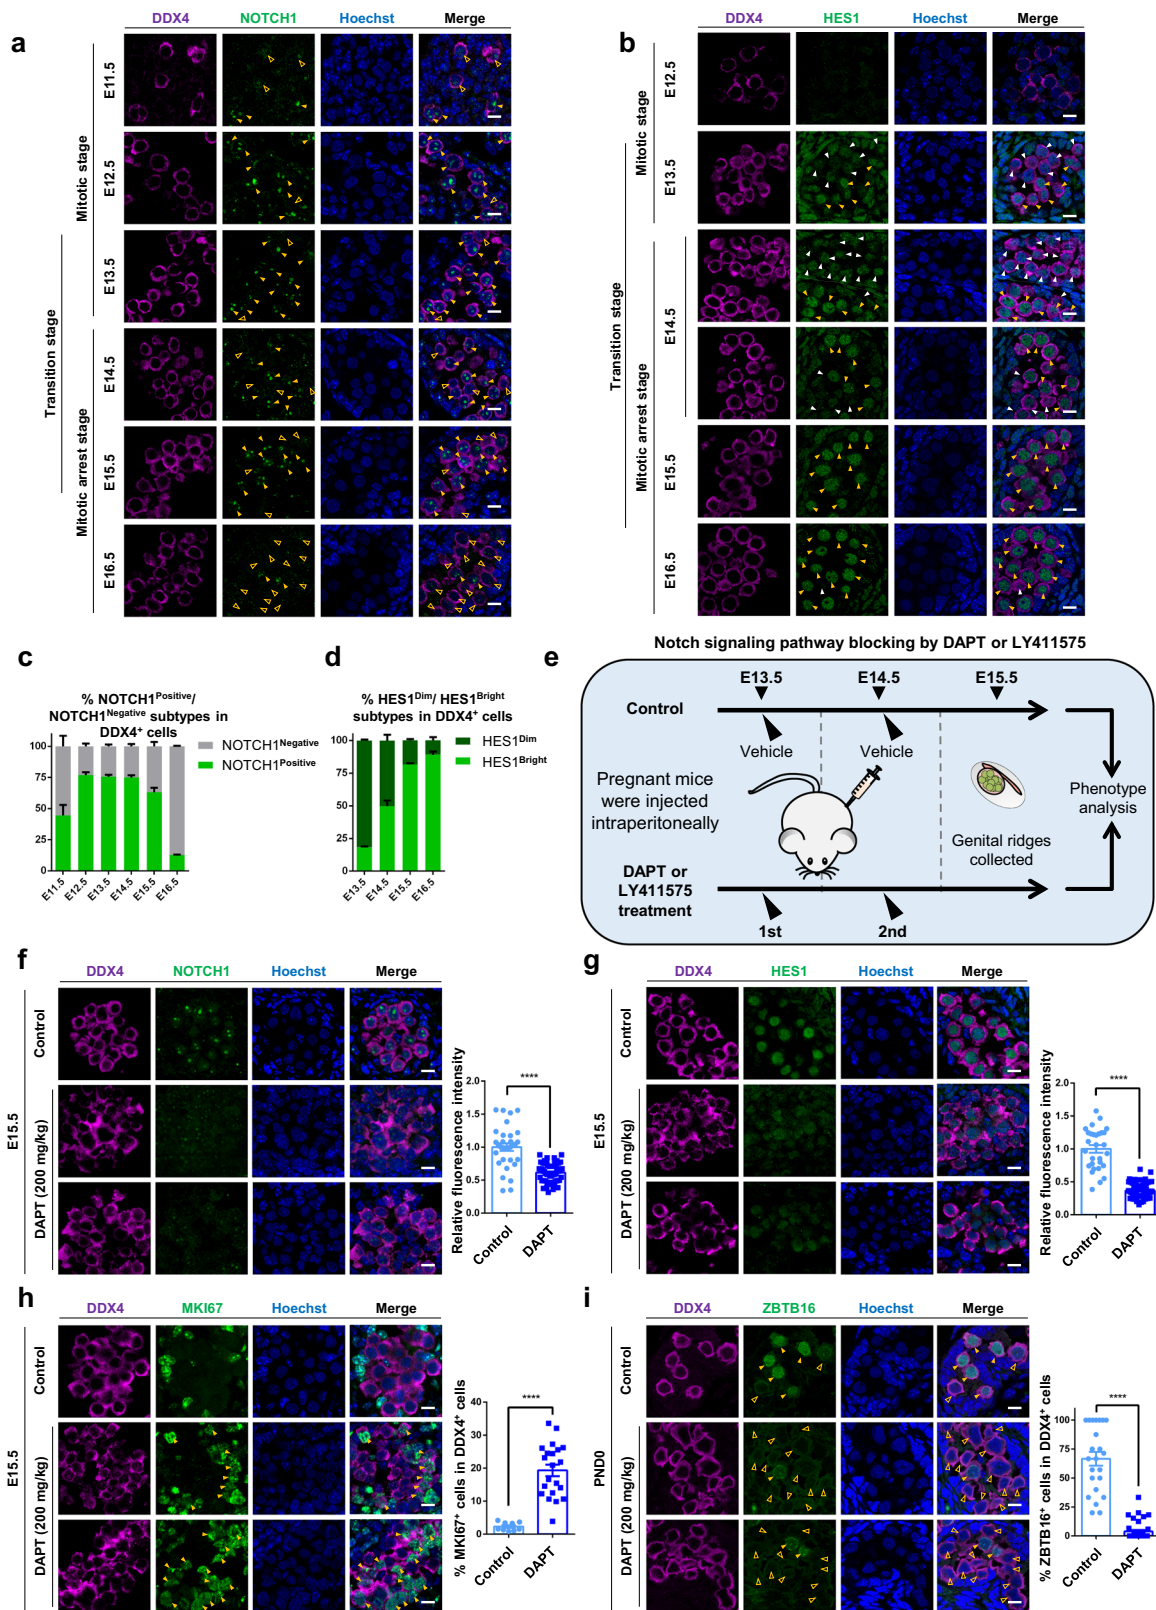 a
DDX4 NOTCH1 Hoechst Merge
Mitotic stage
Transition stage
Mitotic arrest stage
E11.5
E12.5
E13.5
E14.5
E15.5
E16.5
b
DDX4 HES1 Hoechst Merge
Mitotic stage
Transition stage
Mitotic arrest stage
E12.5
E13.5
E14.5
E15.5
E16.5
c
% NOTCH1Positive/
NOTCH1Negative subtypes in
DDX4+ cells
100
75
50
25
0
NOTCH1Negative
NOTCH1Positive
E11.5 E12.5 E13.5 E14.5 E15.5 E16.5
d
% HES1Dim/ HES1Bright
subtypes in DDX4+ cells
100
75
50
25
0
HES1Dim
HES1Bright
E13.5 E14.5 E15.5 E16.5
e
Notch signaling pathway blocking by DAPT or LY411575
E13.5 E14.5 E15.5
Control
Vehicle Vehicle
Pregnant mice
were injected
intraperitoneally
Phenotype
analysis
Genital ridges
collected
DAPT or
LY411575
treatment
1st 2nd
f
DDX4 NOTCH1 Hoechst Merge
E15.5
Control
DAPT (200 mg/kg)
Relative fluorescence intensity
2.0
1.5
1.0
0.5
0.0
****
Control DAPT
g
DDX4 HES1 Hoechst Merge
E15.5
Control
DAPT (200 mg/kg)
Relative fluorescence intensity
2.0
1.5
1.0
0.5
0.0
****
Control DAPT
h
DDX4 MKI67 Hoechst Merge
E15.5
Control
DAPT (200 mg/kg)
% MKI67+ cells in DDX4+ cells
40
30
20
10
0
****
Control DAPT
i
DDX4 ZBTB16 Hoechst Merge
PND0
Control
DAPT (200 mg/kg)
% ZBTB16+ cells in DDX4+ cells
100
75
50
25
0
****
Control DAPT